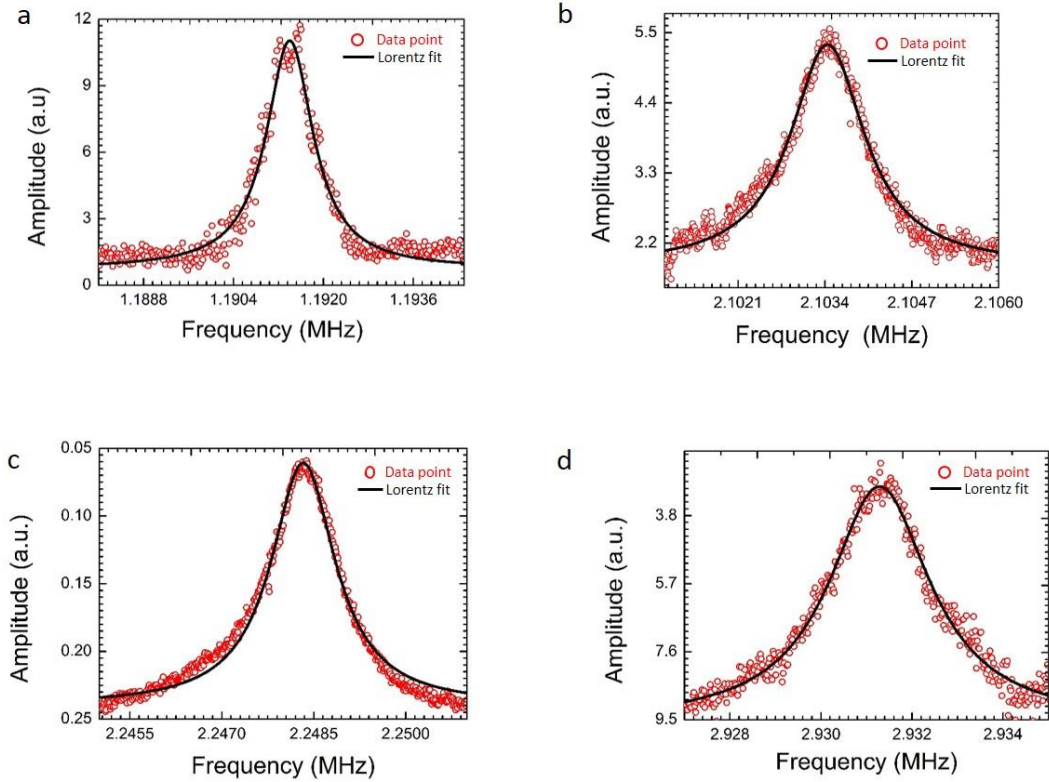 a
12
9
6
3
0
Amplitude (a.u)
Data point
Lorentz fit
1.1888 1.1904 1.1920 1.1936
Frequency (MHz)
b
5.5
4.4
3.3
2.2
Amplitude (a.u.)
Data point
Lorentz fit
2.1021 2.1034 2.1047 2.1060
Frequency (MHz)
c
0.05
0.10
0.15
0.20
0.25
Amplitude (a.u.)
Data point
Lorentz fit
2.2455 2.2470 2.2485 2.2500
Frequency (MHz)
d
3.8
5.7
7.6
9.5
Amplitude (a.u.)
Data point
Lorentz fit
2.928 2.930 2.932 2.934
Frequency (MHz)